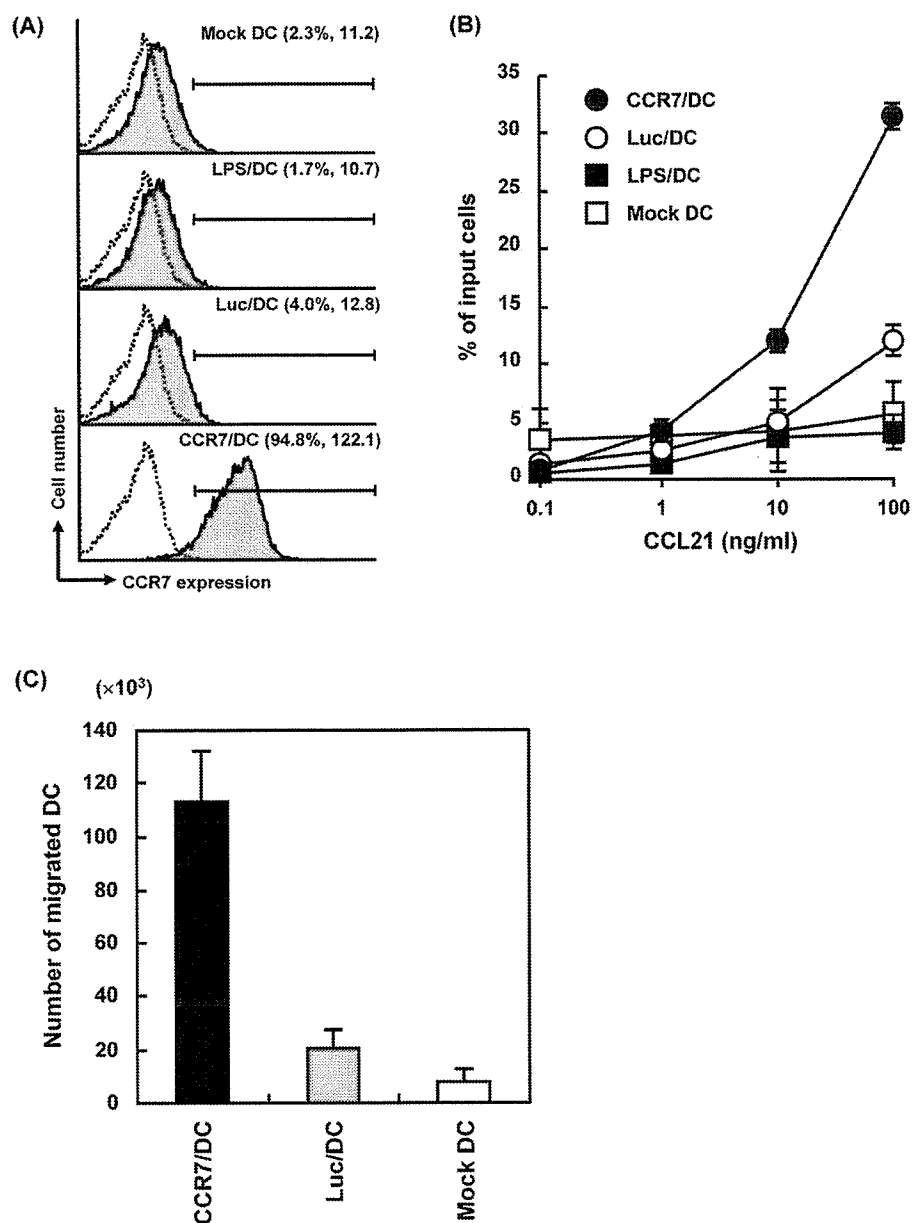 (A)
Mock DC (2.3%, 11.2)
LPS/DC (1.7%, 10.7)
Luc/DC (4.0%, 12.8)
CCR7/DC (94.8%, 122.1)
Cell number
CCR7 expression
(B)
35
30
25
20
15
10
5
0
% of input cells
CCR7/DC
Luc/DC
LPS/DC
Mock DC
0.1
1
10
100
CCL21 (ng/ml)
(C)
(×10³)
140
120
100
80
60
40
20
0
Number of migrated DC
CCR7/DC
Luc/DC
Mock DC